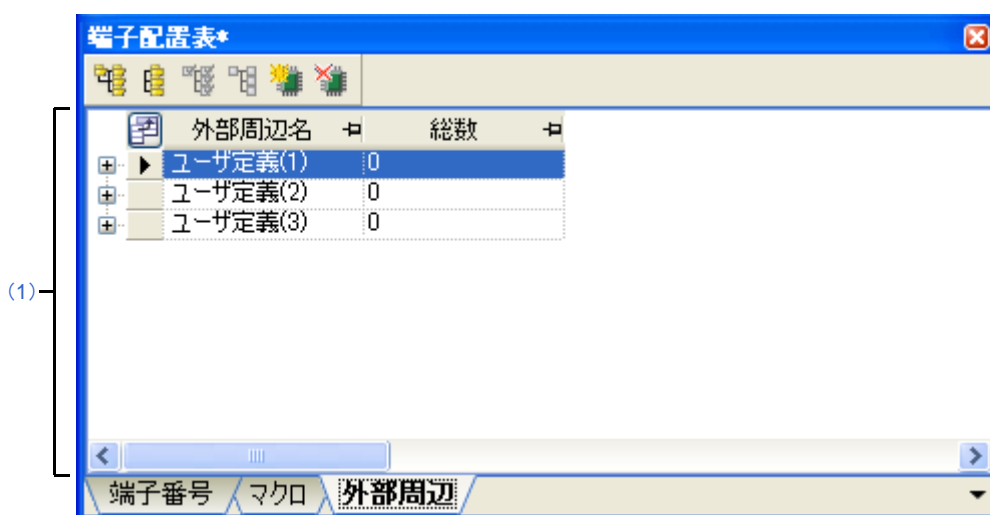 端子配置表*
外部周辺名 総数
ユーザ定義(1) 0
ユーザ定義(2) 0
ユーザ定義(3) 0
(1)
端子番号 マクロ 外部周辺